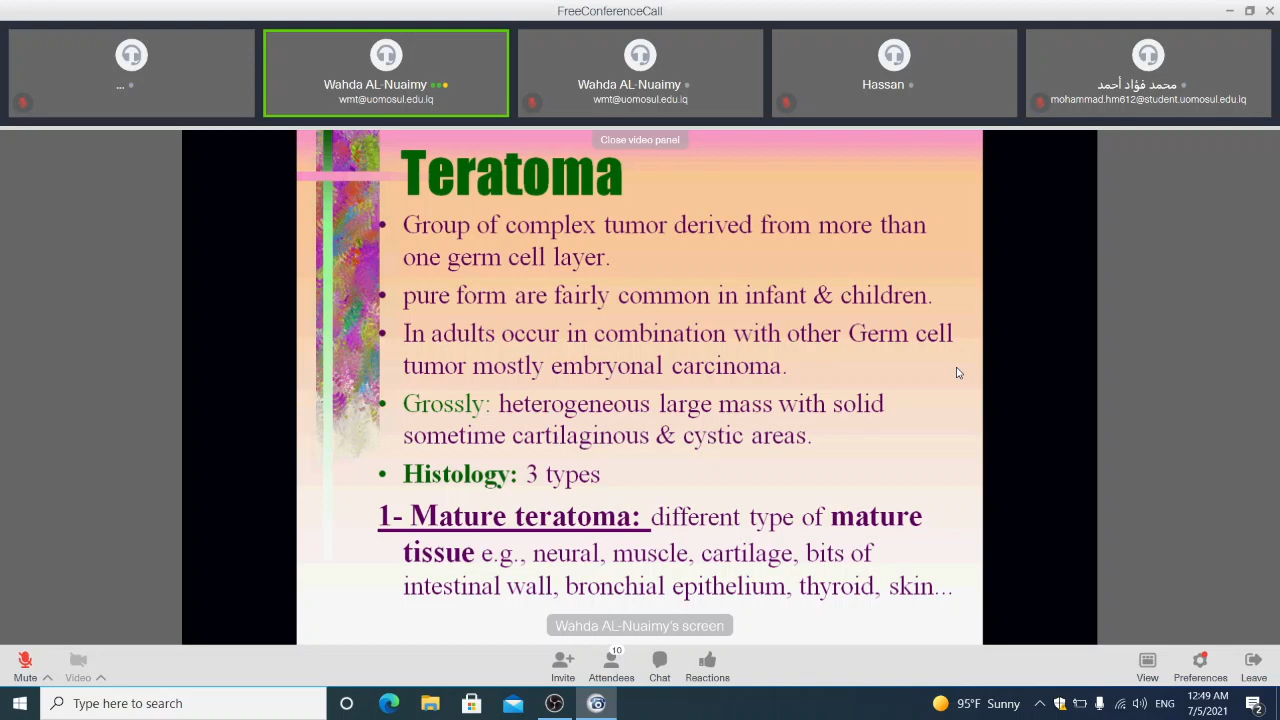 FreeConferenceCall
...
Wahda AL-Nuaimy
wmt@uomosul.edu.iq
Wahda AL-Nuaimy
wmt@uomosul.edu.iq
Hassan
محمد فؤاد أحمد
mohammad.hm612@student.uomosul.edu.iq
Close video panel
Teratoma
• Group of complex tumor derived from more than
one germ cell layer.
• pure form are fairly common in infant & children.
• In adults occur in combination with other Germ cell
tumor mostly embryonal carcinoma.
• Grossly: heterogeneous large mass with solid
sometime cartilaginous & cystic areas.
• Histology: 3 types
1- Mature teratoma: different type of mature
tissue e.g., neural, muscle, cartilage, bits of
intestinal wall, bronchial epithelium, thyroid, skin...
Wahda AL-Nuaimy's screen
Mute
Video
Invite
10
Attendees
Chat
Reactions
View
Preferences
Leave
Type here to search
95°F Sunny
ENG
12:49 AM
7/5/2021
2